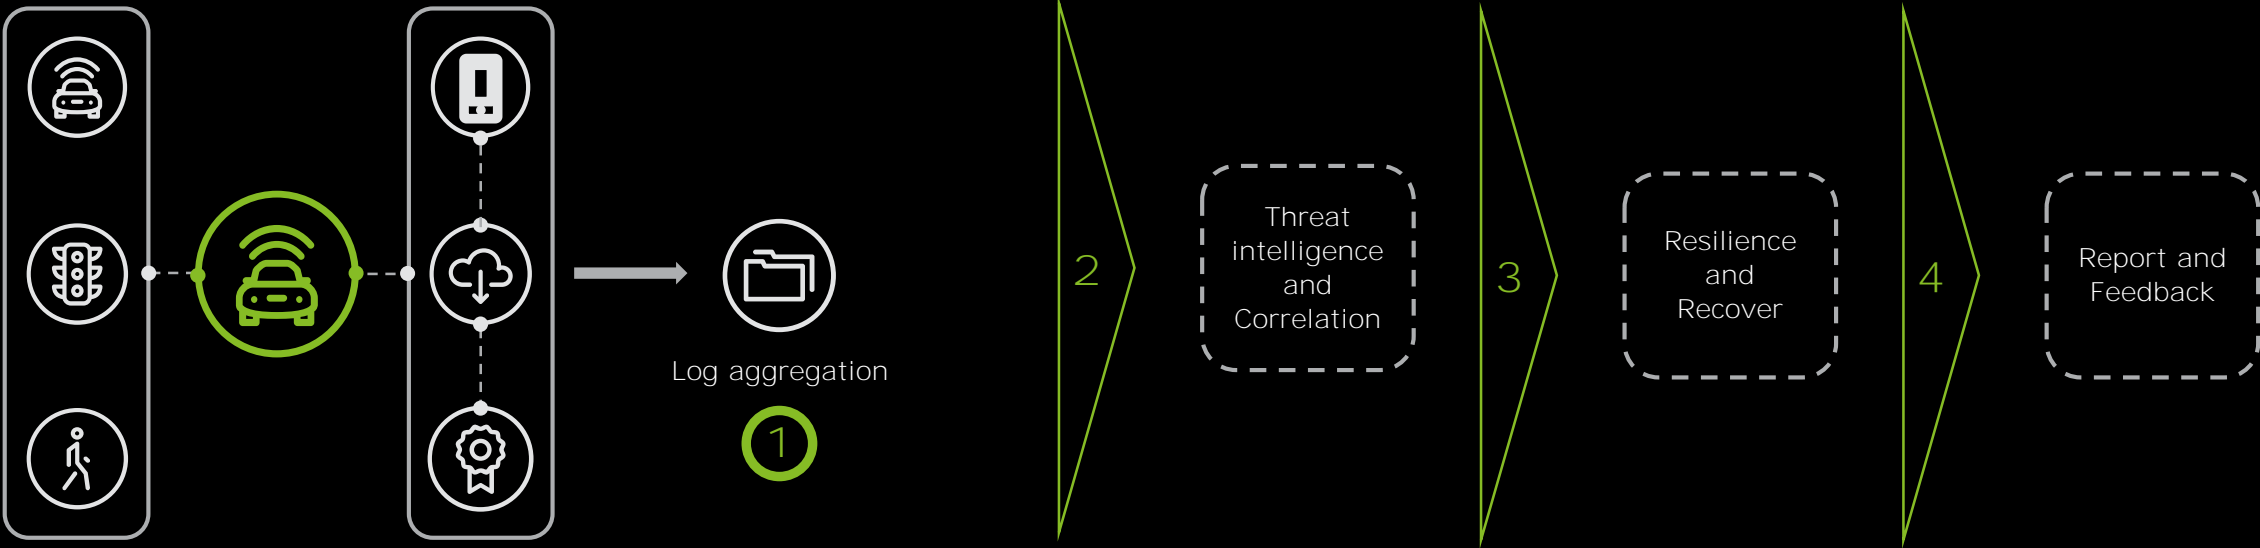 Log aggregation
1
2
Threat
intelligence
and
Correlation
3
Resilience
and
Recover
4
Report and
Feedback